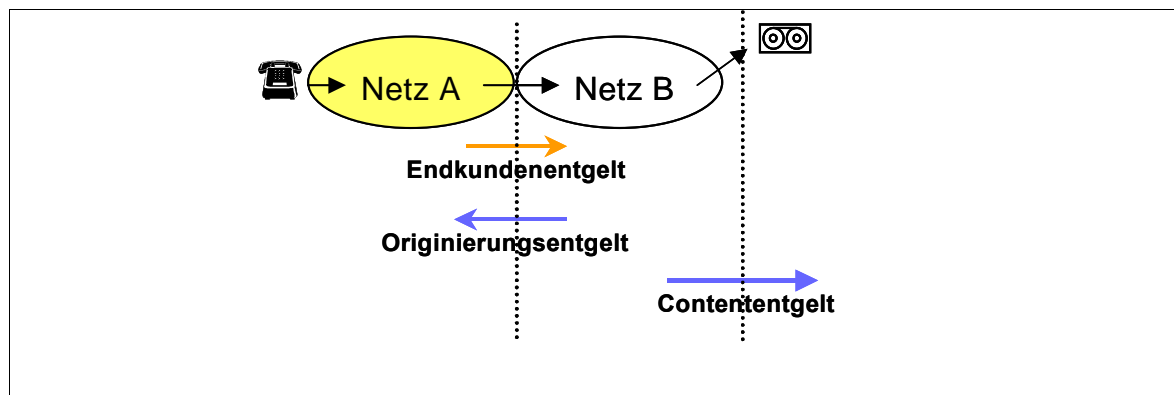 Netz A
Netz B
Endkundenentgelt
Originierungsentgelt
Contententgelt